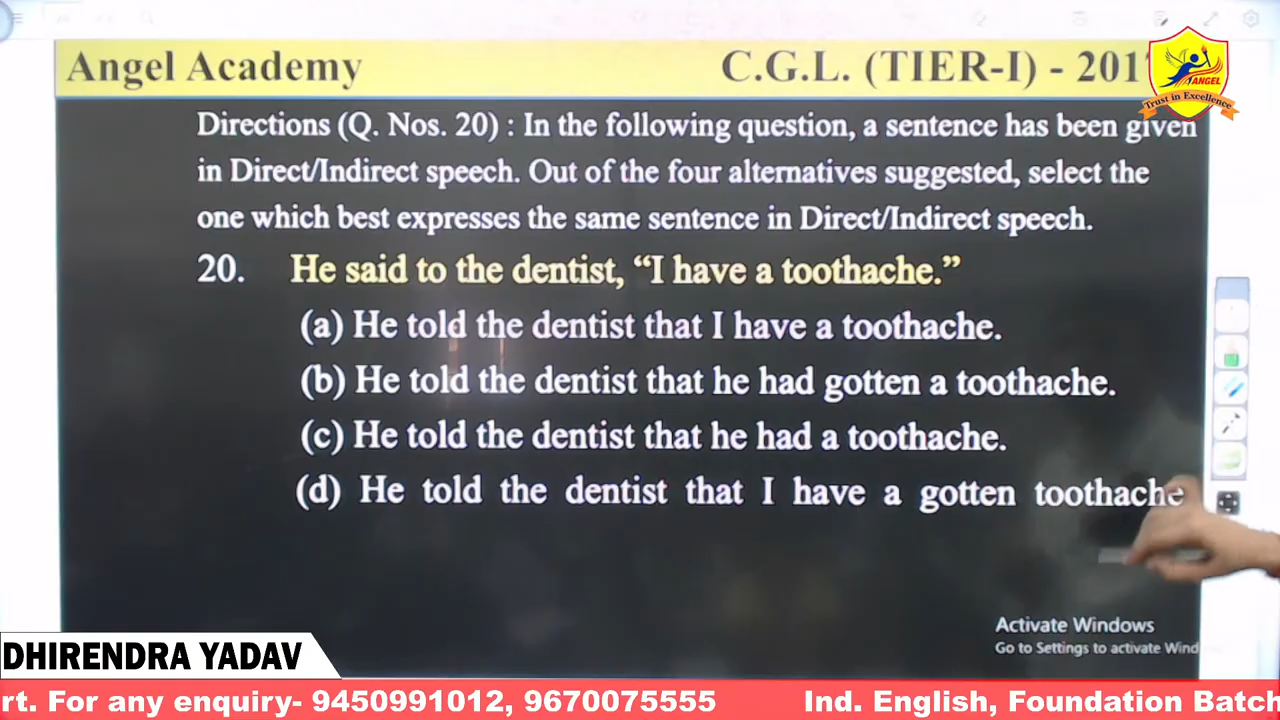 Angel Academy
C.G.L. (TIER-I) - 201
ANGEL
Trust in Excellence
Directions (Q. Nos. 20) : In the following question, a sentence has been given
in Direct/Indirect speech. Out of the four alternatives suggested, select the
one which best expresses the same sentence in Direct/Indirect speech.
20. He said to the dentist, “I have a toothache.”
(a) He told the dentist that I have a toothache.
(b) He told the dentist that he had gotten a toothache.
(c) He told the dentist that he had a toothache.
(d) He told the dentist that I have a gotten toothache
Activate Windows
Go to Settings to activate Wind
DHIRENDRA YADAV
rt. For any enquiry- 9450991012, 9670075555 Ind. English, Foundation Batch